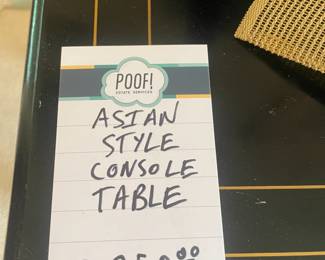 POOF!
ESTATE SERVICES
ASIAN
STYLE
CONSOLE
TABLE